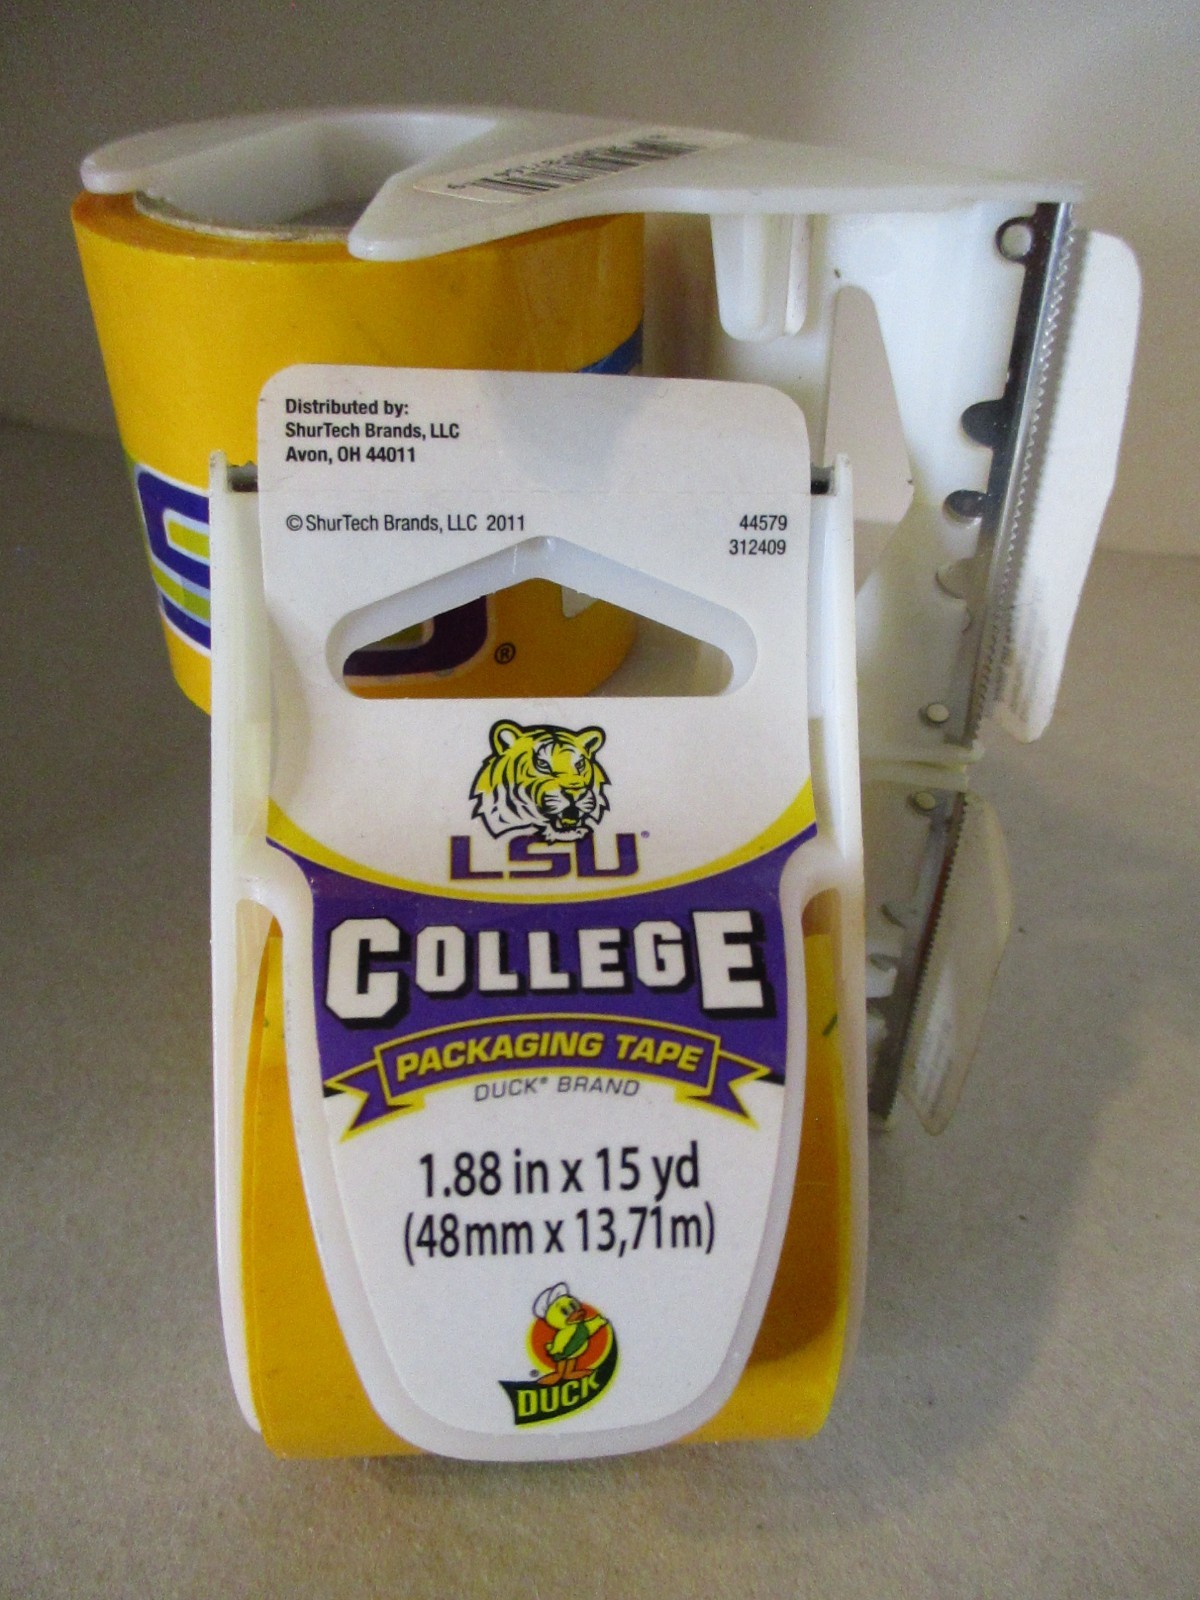 Distributed by:
ShurTech Brands, LLC
Avon, OH 44011
© ShurTech Brands, LLC 2011
44579
312409
®
LSU
COLLEGE
PACKAGING TAPE
DUCK® BRAND
1.88 in x 15 yd
(48mm x 13,71m)
DUCK